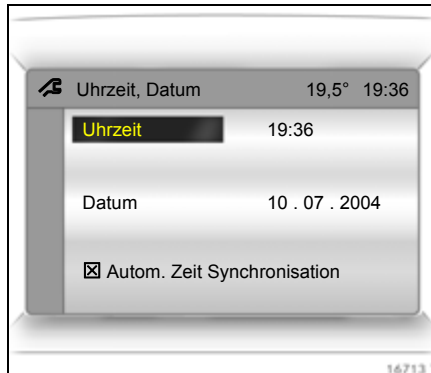 Uhrzeit, Datum 19,5° 19:36
Uhrzeit 19:36
Datum 10 . 07 . 2004
Autom. Zeit Synchronisation
16713